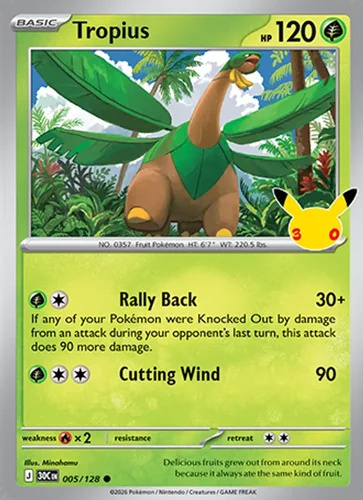 BASIC
Tropius
HP 120
NO. 0357 Fruit Pokémon HT: 6'7" WT: 220.5 lbs.
30
Rally Back 30+
If any of your Pokémon were Knocked Out by damage
from an attack during your opponent's last turn, this attack
does 90 more damage.
Cutting Wind 90
weakness ×2 resistance retreat
Illus. Minahamu
J 30C EN 005/128
Delicious fruits grew out from around its neck
because it always ate the same kind of fruit.
©2026 Pokémon / Nintendo / Creatures / GAME FREAK